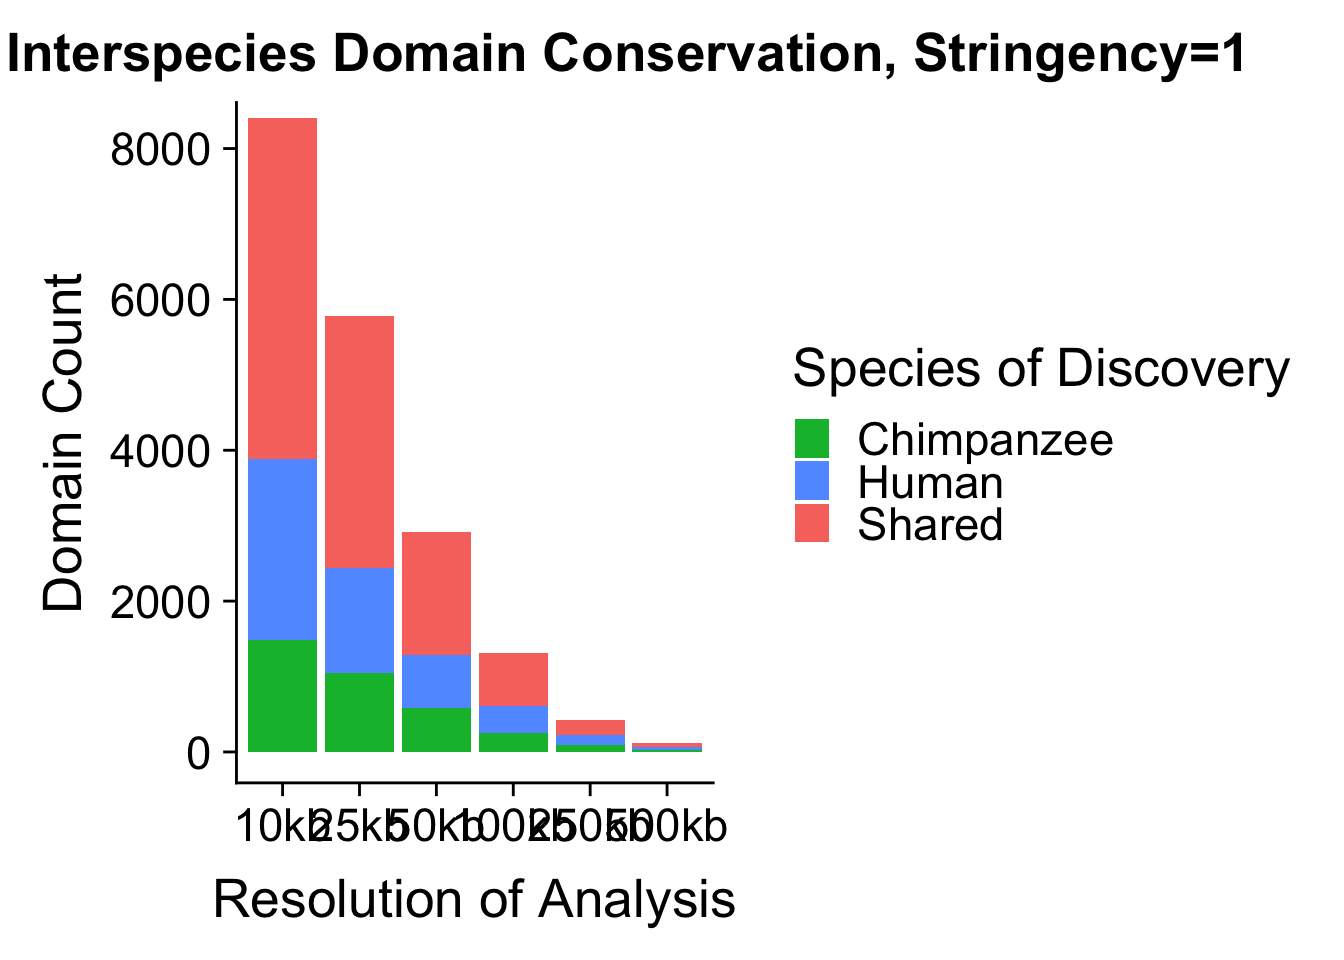 Interspecies Domain Conservation, Stringency=1
8000
6000
4000
2000
0
Domain Count
10kb 25kb 50kb 100kb 250kb 500kb
Resolution of Analysis
Species of Discovery
Chimpanzee
Human
Shared